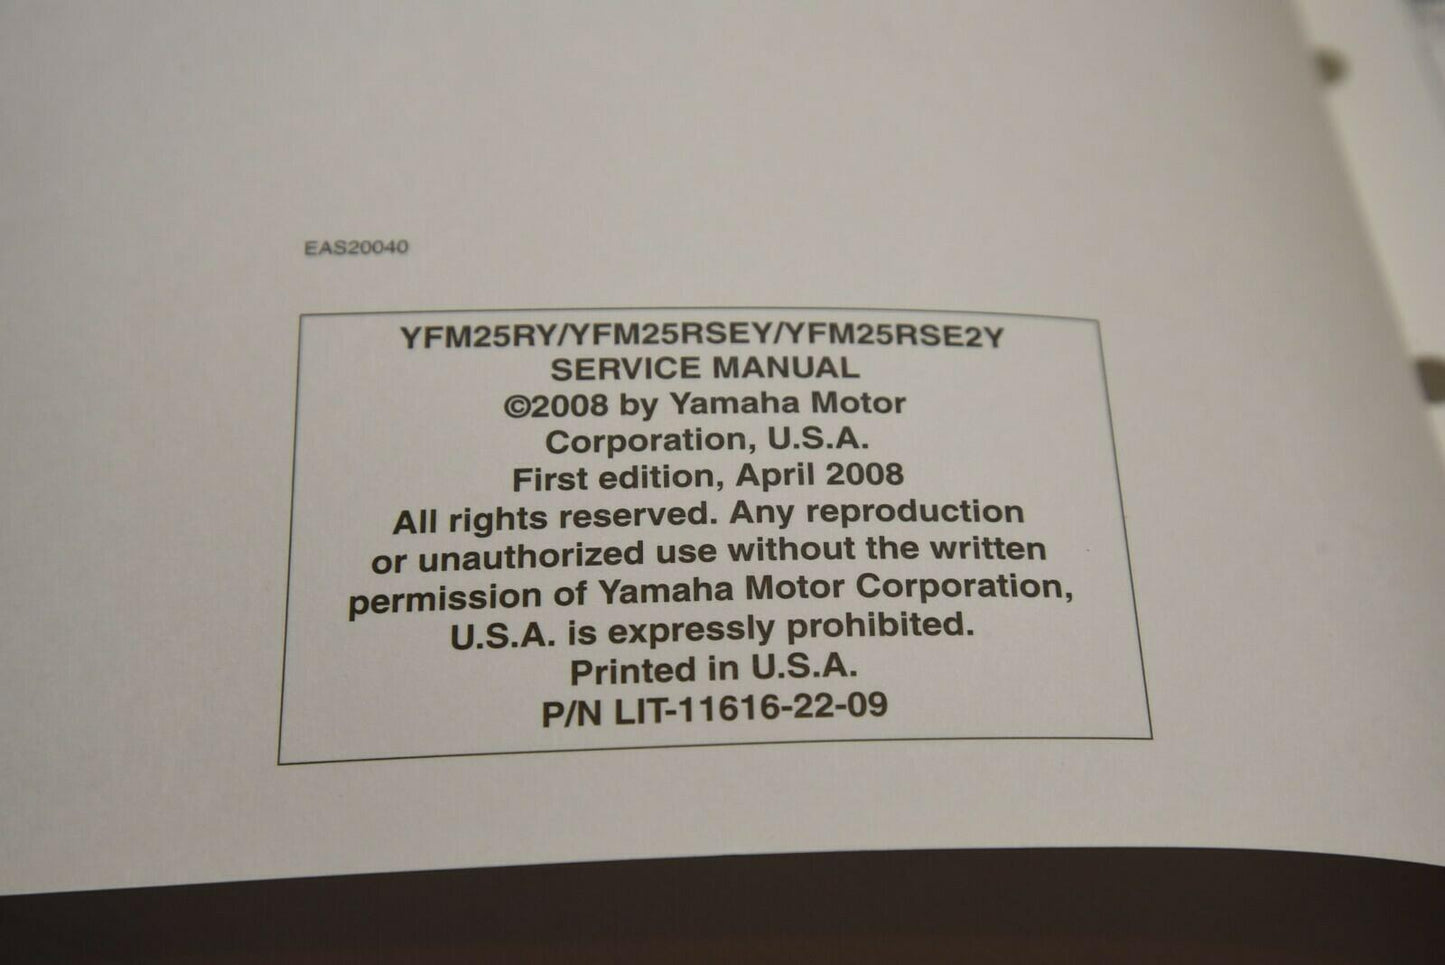 EAS20040
YFM25RY/YFM25RSEY/YFM25RSE2Y
SERVICE MANUAL
©2008 by Yamaha Motor
Corporation, U.S.A.
First edition, April 2008
All rights reserved. Any reproduction
or unauthorized use without the written
permission of Yamaha Motor Corporation,
U.S.A. is expressly prohibited.
Printed in U.S.A.
P/N LIT-11616-22-09